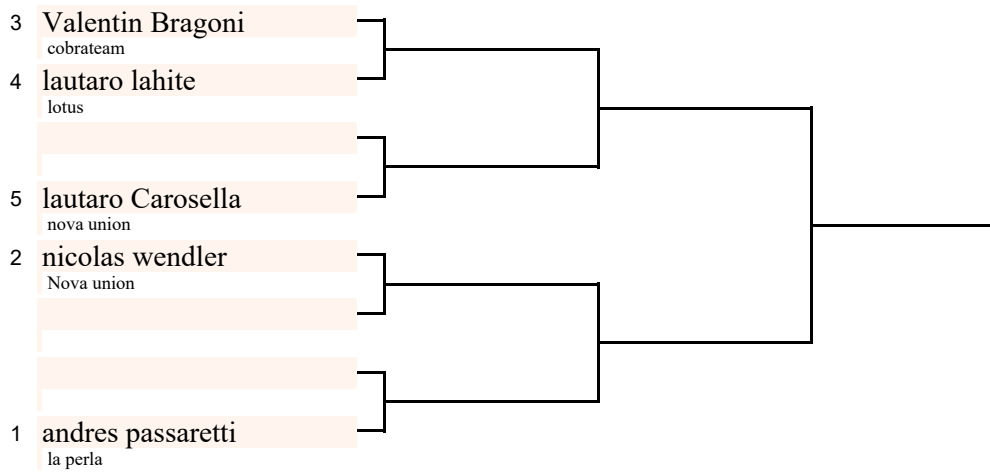 3 Valentin Bragoni
cobrateam
4 lautaro lahite
lotus
5 lautaro Carosella
nova union
2 nicolas wendler
Nova union
1 andres passaretti
la perla